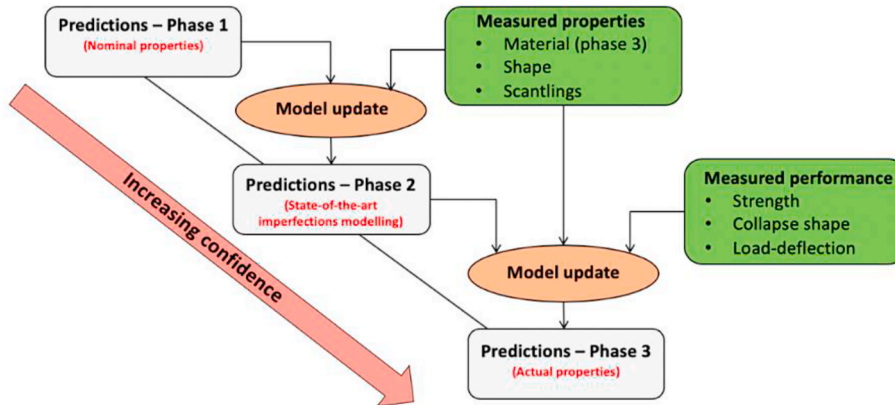 Predictions – Phase 1
(Nominal properties)
Measured properties
• Material (phase 3)
• Shape
• Scantlings
Model update
Increasing confidence
Predictions – Phase 2
(State-of-the-art
imperfections modelling)
Measured performance
• Strength
• Collapse shape
• Load-deflection
Model update
Predictions – Phase 3
(Actual properties)